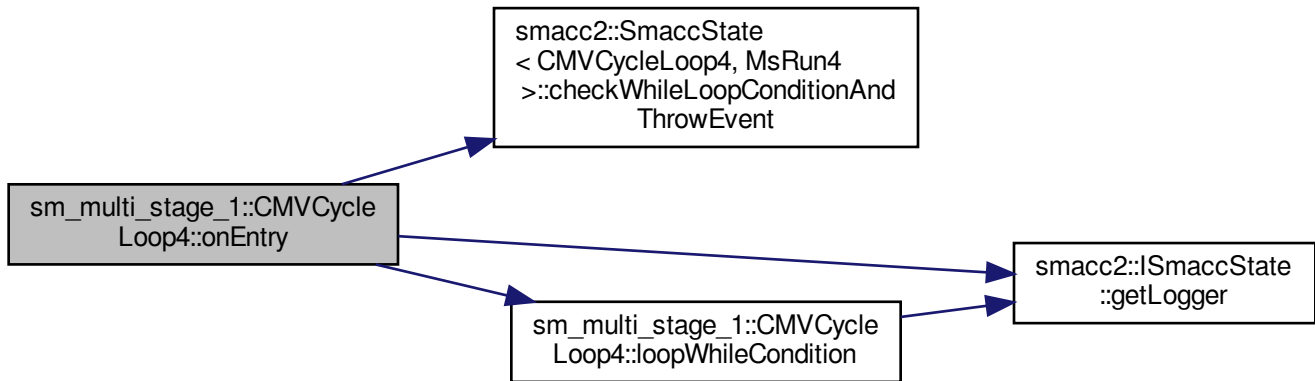 smacc2::SmaccState
< CMVCycleLoop4, MsRun4
>::checkWhileLoopConditionAnd
ThrowEvent
sm_multi_stage_1::CMVCycle
Loop4::onEntry
smacc2::ISmaccState
::getLogger
sm_multi_stage_1::CMVCycle
Loop4::loopWhileCondition